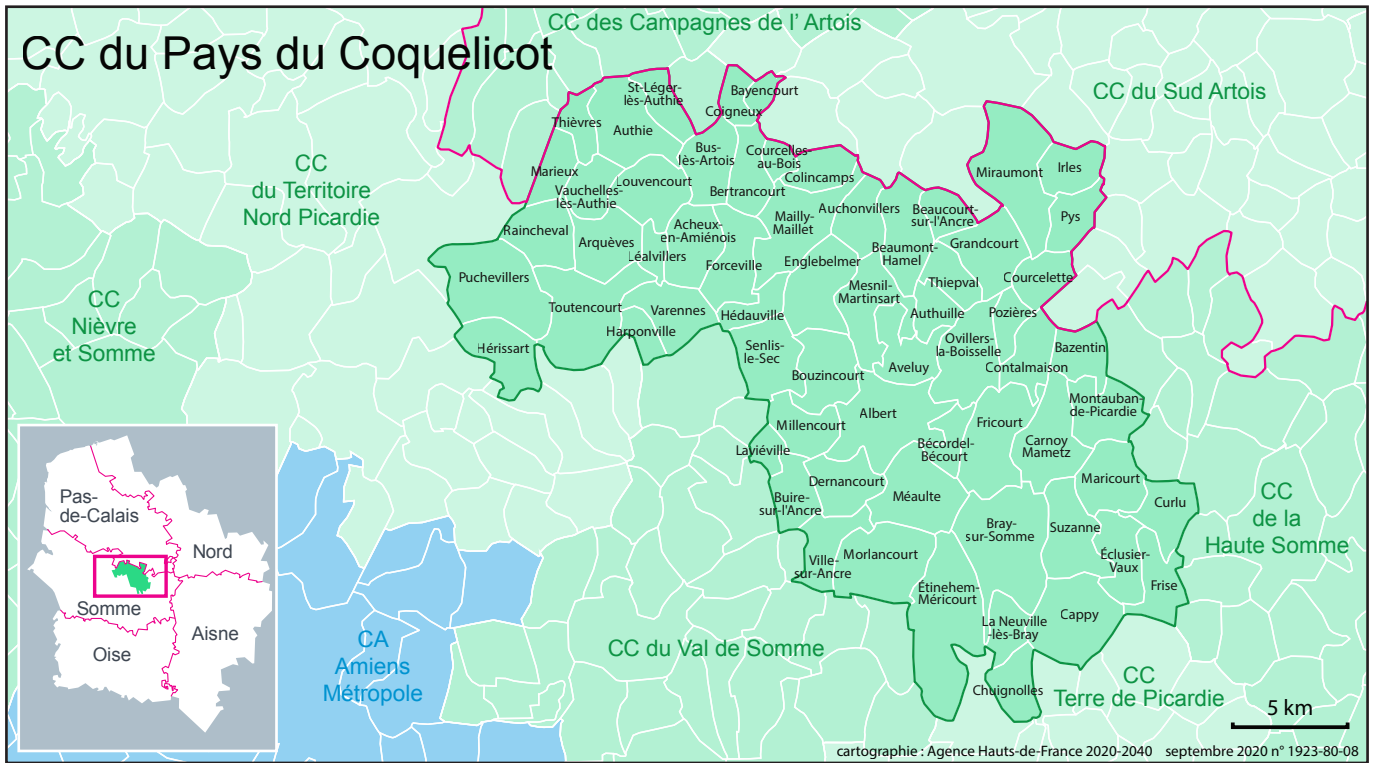 CC du Pays du Coquelicot
CC des Campagnes de l' Artois
CC du Sud Artois
CC
du Territoire
Nord Picardie
CC
Nièvre
et Somme
St-Léger-
lès-Authie
Bayencourt
Coigneux
Thièvres
Authie
Bus-
lès-Artois
Courcelles-
au-Bois
Colincamps
Marieux
Vauchelles-
lès-Authie
Louvencourt
Bertrancourt
Miraumont
Irles
Pys
Raincheval
Arquèves
Acheux-
en-Amiénois
Léalvillers
Forceville
Mailly-
Maillet
Auchonvillers
Beaucourt-
sur-l'Ancre
Beaumont-
Hamel
Grandcourt
Englebelmer
Puchevillers
Mesnil-
Martinsart
Thiepval
Courcelette
Toutencourt
Varennes
Harponville
Hédauville
Authuille
Pozières
Hérissart
Senlis-
le-Sec
Ovillers-
la-Boisselle
Bazentin
Bouzincourt
Aveluy
Contalmaison
Montauban-
de-Picardie
Millencourt
Albert
Fricourt
Laviéville
Bécordel-
Bécourt
Carnoy
Mametz
Dernancourt
Méaulte
Maricourt
Buire-
sur-l'Ancre
Curlu
Bray-
sur-Somme
Suzanne
Ville-
sur-Ancre
Morlancourt
Éclusier-
Vaux
Frise
Étinehem-
Méricourt
La Neuville
-lès-Bray
Cappy
Chuignolles
CC
de la
Haute Somme
CC du Val de Somme
CC
Terre de Picardie
CA
Amiens
Métropole
Pas-
de-Calais
Nord
Somme
Aisne
Oise
5 km
cartographie : Agence Hauts-de-France 2020-2040 septembre 2020 n° 1923-80-08